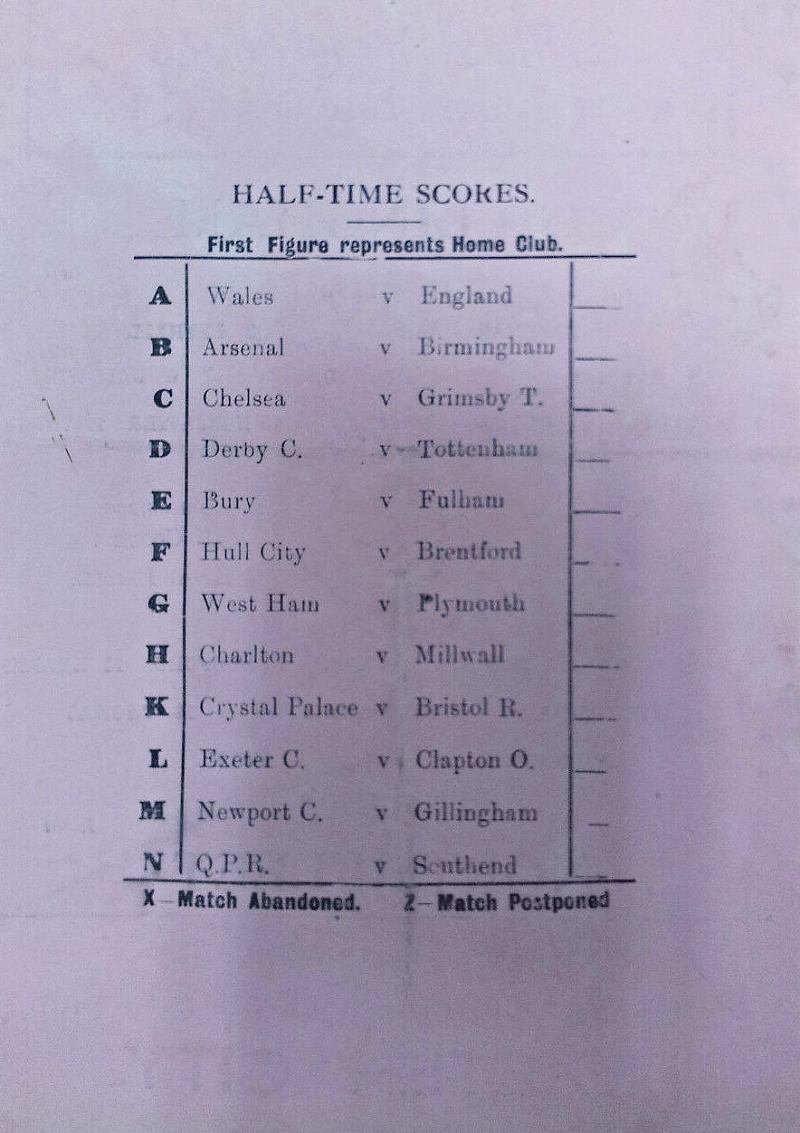 HALF-TIME SCORES.
First Figure represents Home Club.
A Wales v England
B Arsenal v Birmingham
C Chelsea v Grimsby T.
D Derby C. v Tottenham
E Bury v Fulham
F Hull City v Brentford
G West Ham v Plymouth
H Charlton v Millwall
K Crystal Palace v Bristol R.
L Exeter C. v Clapton O.
M Newport C. v Gillingham
N Q.P.R. v Southend
X—Match Abandoned. Z—Match Postponed